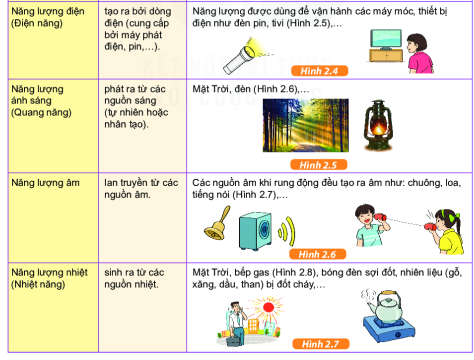 Năng lượng điện
(Điện năng)
tạo ra bởi dòng
điện (cung cấp
bởi máy phát
điện, pin,…).
Năng lượng được dùng để vận hành các máy móc, thiết bị
điện như đèn pin, tivi (Hình 2.5),…
Hình 2.4
Năng lượng
ánh sáng
(Quang năng)
phát ra từ các
nguồn sáng
(tự nhiên hoặc
nhân tạo).
Mặt Trời, đèn (Hình 2.6),…
Hình 2.5
Năng lượng âm
lan truyền từ các
nguồn âm.
Các nguồn âm khi rung động đều tạo ra âm như: chuông, loa,
tiếng nói (Hình 2.7),…
Hình 2.6
Năng lượng nhiệt
(Nhiệt năng)
sinh ra từ các
nguồn nhiệt.
Mặt Trời, bếp gas (Hình 2.8), bóng đèn sợi đốt, nhiên liệu (gỗ,
xăng, dầu, than) bị đốt cháy,…
Hình 2.7